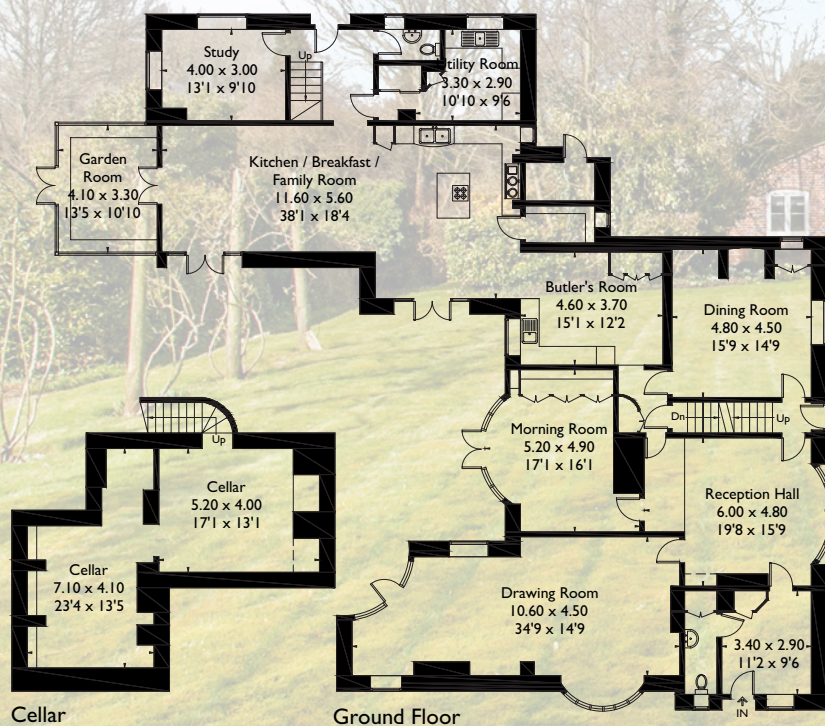 Study
4.00 x 3.00
13'1 x 9'10
Up
Utility Room
3.30 x 2.90
10'10 x 9'6
Garden
Room
4.10 x 3.30
13'5 x 10'10
Kitchen / Breakfast /
Family Room
11.60 x 5.60
38'1 x 18'4
Butler's Room
4.60 x 3.70
15'1 x 12'2
Dining Room
4.80 x 4.50
15'9 x 14'9
Dn
Up
Morning Room
5.20 x 4.90
17'1 x 16'1
Reception Hall
6.00 x 4.80
19'8 x 15'9
Drawing Room
10.60 x 4.50
34'9 x 14'9
3.40 x 2.90
11'2 x 9'6
IN
Up
Cellar
5.20 x 4.00
17'1 x 13'1
Cellar
7.10 x 4.10
23'4 x 13'5
Cellar
Ground Floor